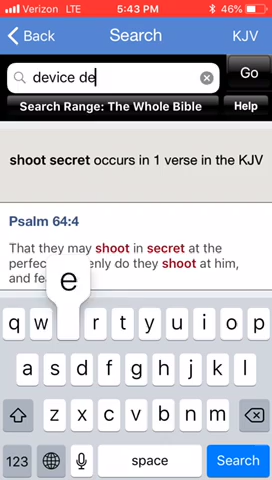 Verizon LTE 5:43 PM 46%
Back Search KJV
device de Go
Search Range: The Whole Bible Help
shoot secret occurs in 1 verse in the KJV
Psalm 64:4
That they may shoot in secret at the
perfec enly do they shoot at him,
and fe
e
q w r t y u i o p
a s d f g h j k l
z x c v b n m
123 space Search